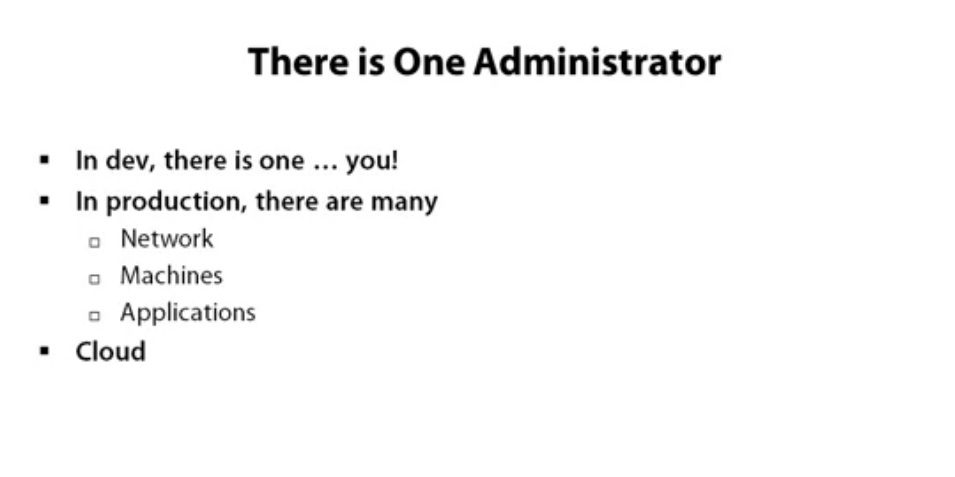 There is One Administrator
▪ In dev, there is one … you!
▪ In production, there are many
▫ Network
▫ Machines
▫ Applications
▪ Cloud